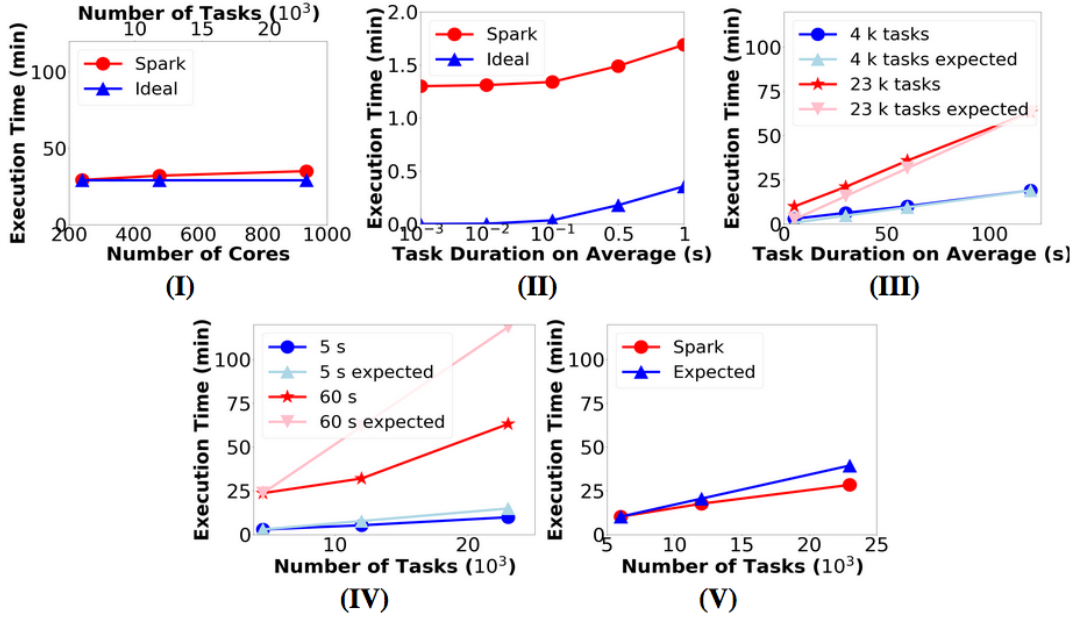 Number of Tasks (10³)
10 20
Execution Time (min)
100
50
0
Spark
Ideal
200 400 600 800 1000
Number of Cores
(I)
Execution Time (min)
2.0
1.5
1.0
0.5
0.0
Spark
Ideal
10⁻³ 10⁻² 10⁻¹ 0.5 1
Task Duration on Average (s)
(II)
Execution Time (min)
100
75
50
25
0
4 k tasks
4 k tasks expected
23 k tasks
23 k tasks expected
0 50 100
Task Duration on Average (s)
(III)
Execution Time (min)
100
75
50
25
0
5 s
5 s expected
60 s
60 s expected
10 20
Number of Tasks (10³)
(IV)
Execution Time (min)
100
75
50
25
0
Spark
Expected
5 10 15 20 25
Number of Tasks (10³)
(V)